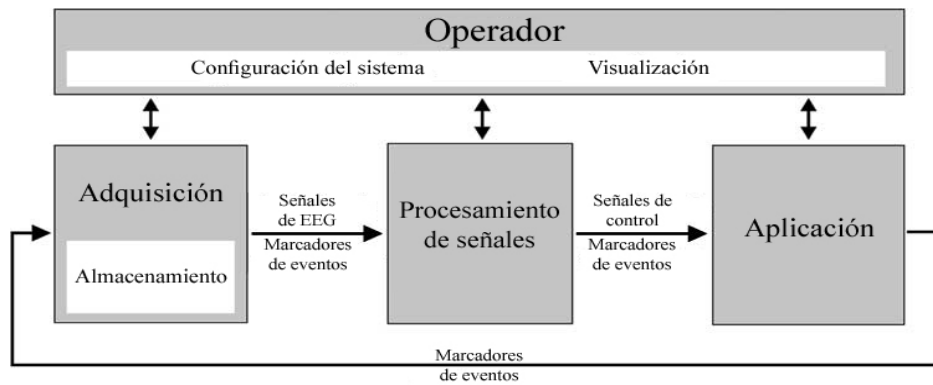 Operador
Configuración del sistema
Visualización
Adquisición
Almacenamiento
Señales
de EEG
Marcadores
de eventos
Procesamiento
de señales
Señales de
control
Marcadores
de eventos
Aplicación
Marcadores
de eventos